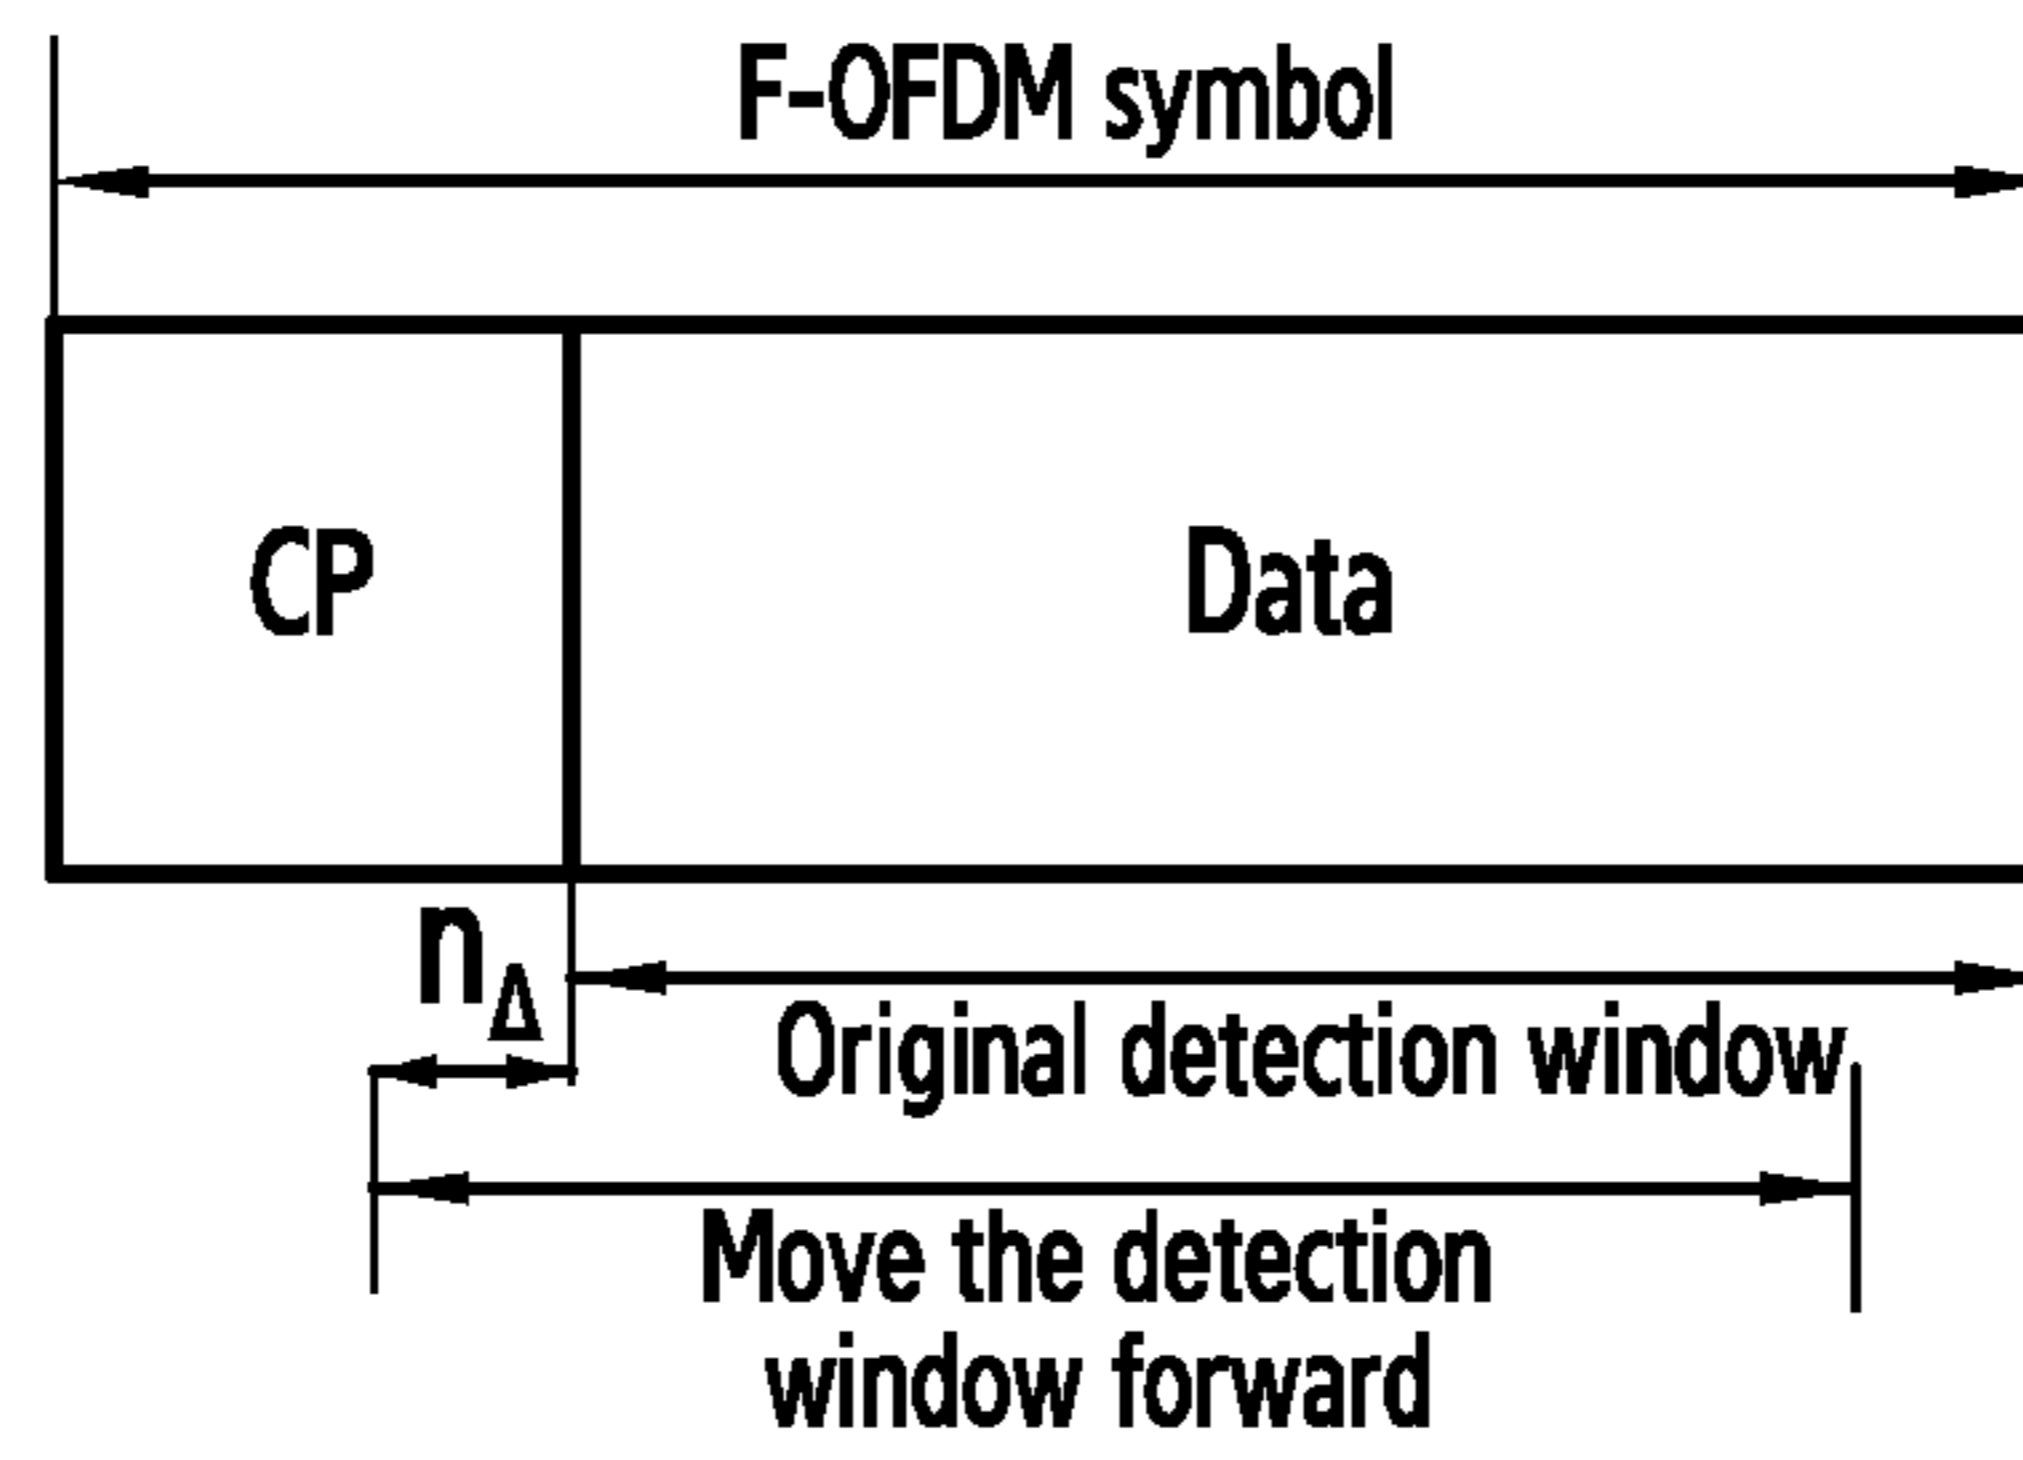 F-OFDM symbol
CP
Data
nΔ
Original detection window
Move the detection
window forward